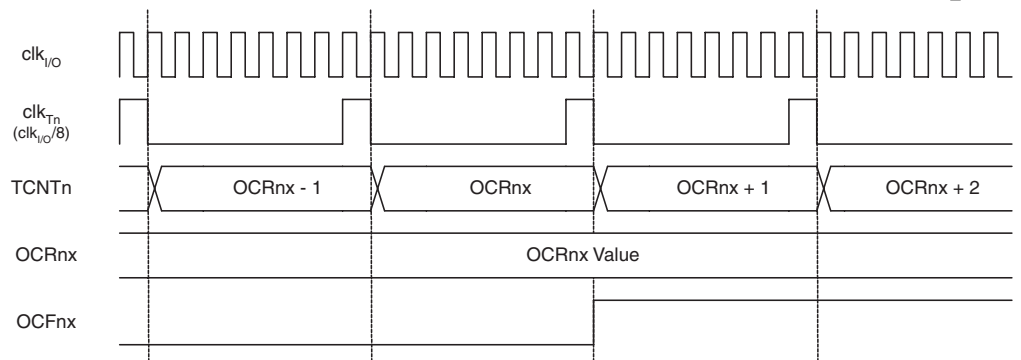 clkI/O
clkTn
(clkI/O/8)
TCNTn OCRnx - 1 OCRnx OCRnx + 1 OCRnx + 2
OCRnx OCRnx Value
OCFnx